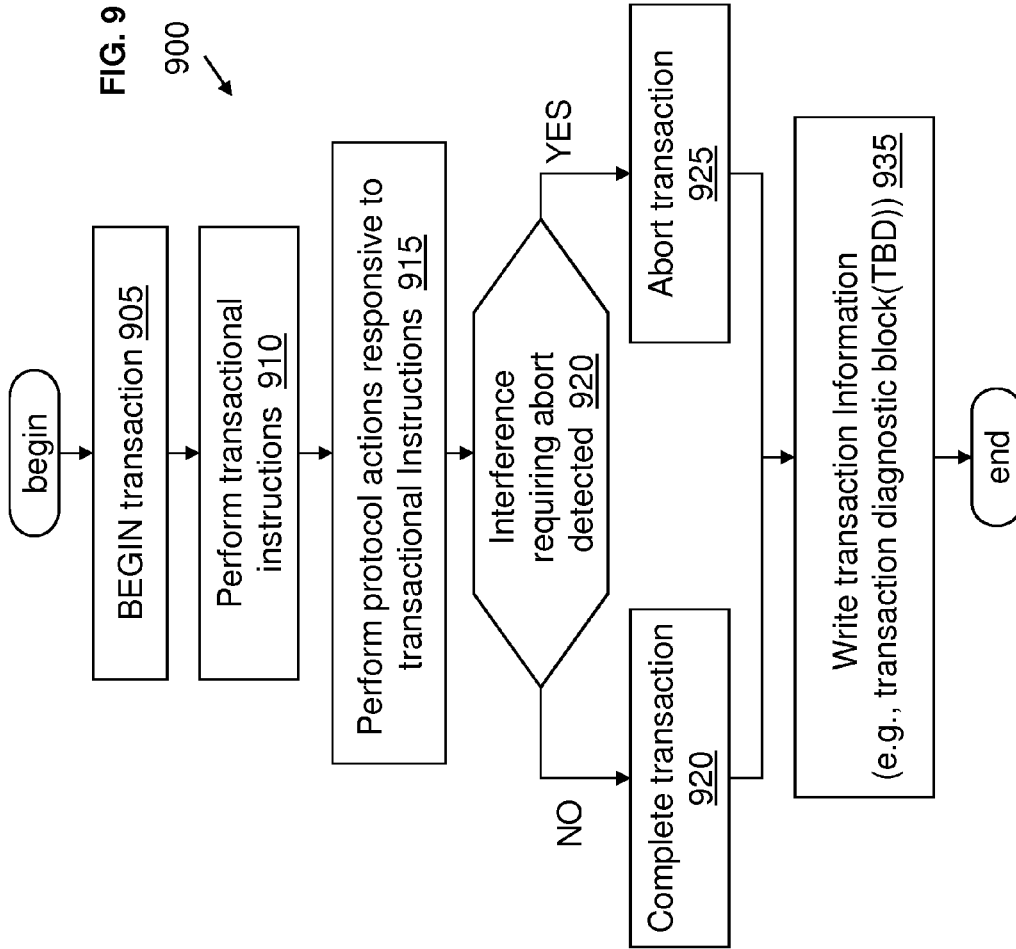 FIG. 9
900
begin
BEGIN transaction 905
Perform transactional
instructions 910
Perform protocol actions responsive to
transactional Instructions 915
Interference
requiring abort
detected 920
NO
YES
Complete transaction
920
Abort transaction
925
Write transaction Information
(e.g., transaction diagnostic block(TBD)) 935
end